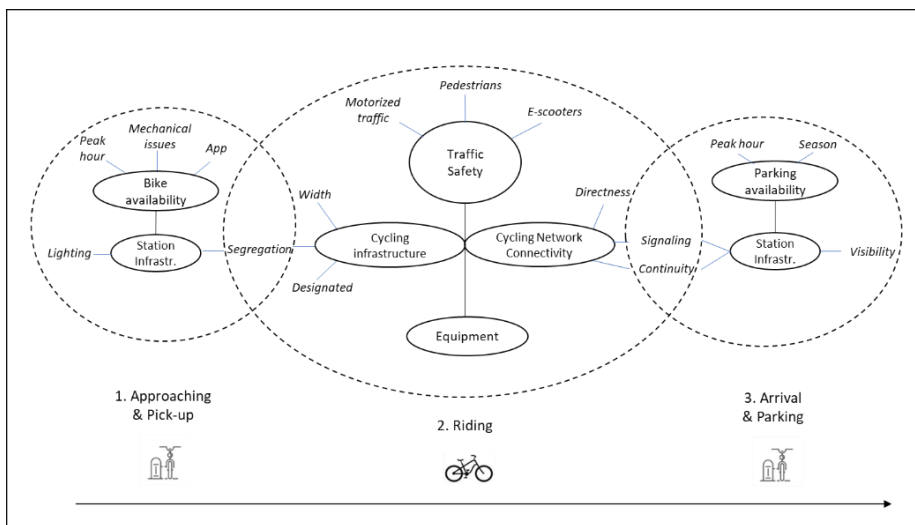 Pedestrians
Motorized
traffic
E-scooters
Traffic
Safety
Peak
hour
Mechanical
issues
App
Bike
availability
Lighting
Station
Infrastr.
Segregation
Width
Designated
Cycling
infrastructure
Cycling Network
Connectivity
Directness
Signaling
Continuity
Equipment
Peak hour
Season
Parking
availability
Station
Infrastr.
Visibility
1. Approaching
& Pick-up
2. Riding
3. Arrival
& Parking